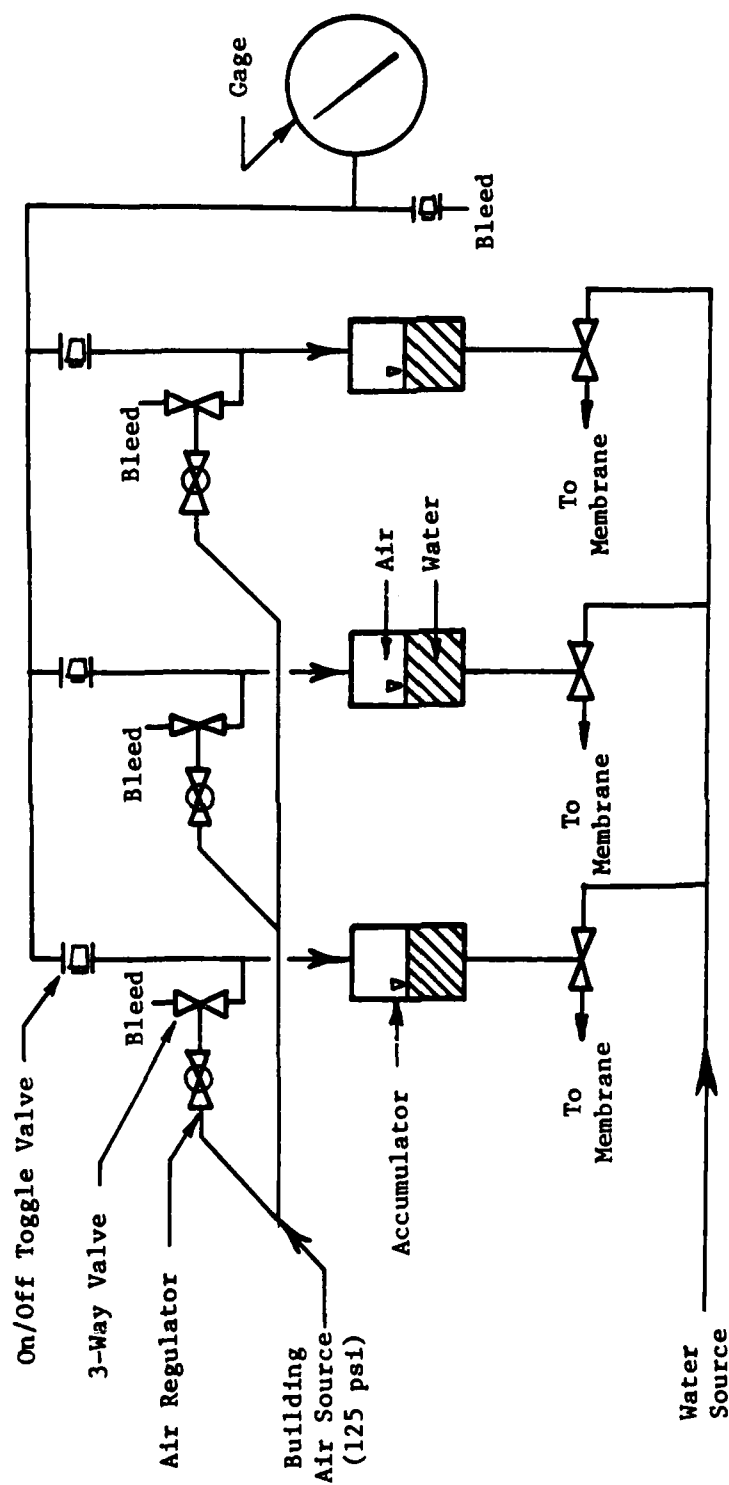 On/Off Toggle Valve
3-Way Valve
Air Regulator
Building
Air Source
(125 psi)
Water
Source
Bleed
Accumulator
To
Membrane
Bleed
Air
Water
To
Membrane
Bleed
To
Membrane
Gage
Bleed